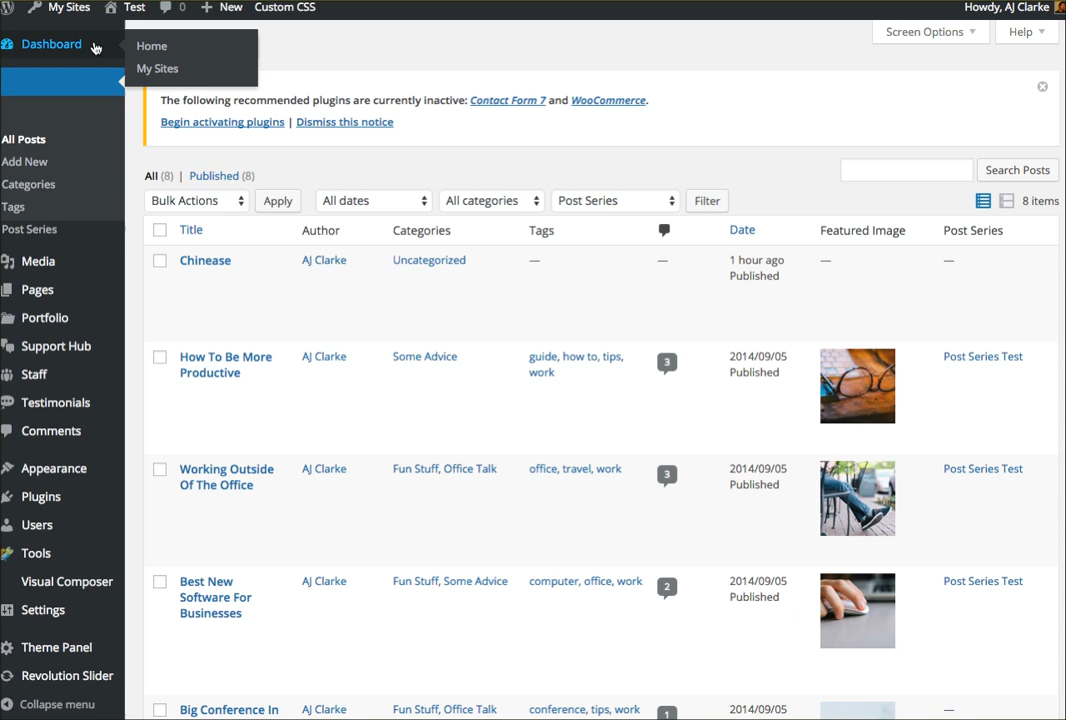 My Sites Test 0 New Custom CSS Howdy, AJ Clarke
Dashboard
Home
My Sites
Screen Options Help
The following recommended plugins are currently inactive: Contact Form 7 and WooCommerce.
Begin activating plugins | Dismiss this notice
All Posts
Add New
Categories
Tags
Post Series
Media
Pages
Portfolio
Support Hub
Staff
Testimonials
Comments
Appearance
Plugins
Users
Tools
Visual Composer
Settings
Theme Panel
Revolution Slider
Collapse menu
All (8) | Published (8)
Search Posts
Bulk Actions Apply All dates All categories Post Series Filter 8 items
Title Author Categories Tags Date Featured Image Post Series
Chinease AJ Clarke Uncategorized — — 1 hour ago — —
Published
How To Be More AJ Clarke Some Advice guide, how to, tips, 3 2014/09/05 Post Series Test
Productive work Published
Working Outside AJ Clarke Fun Stuff, Office Talk office, travel, work 3 2014/09/05 Post Series Test
Of The Office Published
Best New AJ Clarke Fun Stuff, Some Advice computer, office, work 2 2014/09/05 Post Series Test
Software For Published
Businesses
Big Conference In AJ Clarke Fun Stuff, Office Talk conference, tips, work 1 2014/09/05 —